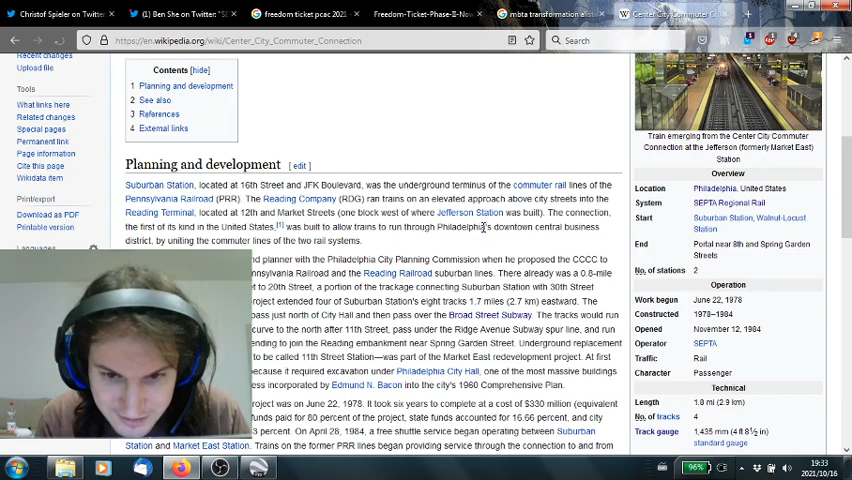 Christof Spieler on Twitter
(1) Ben She on Twitter: "SE
freedom ticket pcac 2021
Freedom-Ticket-Phase-II-Now
mbta transformation alist
Center City Commuter C
https://en.wikipedia.org/wiki/Center_City_Commuter_Connection
Search
Recent changes
Upload file
Tools
What links here
Related changes
Special pages
Permanent link
Page information
Cite this page
Wikidata item
Print/export
Download as PDF
Printable version
Contents [hide]
1 Planning and development
2 See also
3 References
4 External links
Planning and development [ edit ]
Suburban Station, located at 16th Street and JFK Boulevard, was the underground terminus of the commuter rail lines of the
Pennsylvania Railroad (PRR). The Reading Company (RDG) ran trains on an elevated approach above city streets into the
Reading Terminal, located at 12th and Market Streets (one block west of where Jefferson Station was built). The connection,
the first of its kind in the United States,[1] was built to allow trains to run through Philadelphia's downtown central business
district, by uniting the commuter lines of the two rail systems.
and planner with the Philadelphia City Planning Commission when he proposed the CCCC to
nnsylvania Railroad and the Reading Railroad suburban lines. There already was a 0.8-mile
et to 20th Street, a portion of the trackage connecting Suburban Station with 30th Street
roject extended four of Suburban Station's eight tracks 1.7 miles (2.7 km) eastward. The
pass just north of City Hall and then pass over the Broad Street Subway. The tracks would run
curve to the north after 11th Street, pass under the Ridge Avenue Subway spur line, and run
ending to join the Reading embankment near Spring Garden Street. Underground replacement
to be called 11th Street Station—was part of the Market East redevelopment project. At first
because it required excavation under Philadelphia City Hall, one of the most massive buildings
ess incorporated by Edmund N. Bacon into the city's 1960 Comprehensive Plan.
project was on June 22, 1978. It took six years to complete at a cost of $330 million (equivalent
funds paid for 80 percent of the project, state funds accounted for 16.66 percent, and city
3 percent. On April 28, 1984, a free shuttle service began operating between Suburban
Station and Market East Station. Trains on the former PRR lines began providing service through the connection to and from
Train emerging from the Center City Commuter
Connection at the Jefferson (formerly Market East)
Station
Overview
Location Philadelphia, United States
System SEPTA Regional Rail
Start Suburban Station, Walnut-Locust
Station
End Portal near 8th and Spring Garden
Streets
No. of stations 2
Operation
Work begun June 22, 1978
Constructed 1978–1984
Opened November 12, 1984
Operator SEPTA
Traffic Rail
Character Passenger
Technical
Length 1.8 mi (2.9 km)
No. of tracks 4
Track gauge 1,435 mm (4 ft 8½ in)
standard gauge
96%
19:33
2021/10/16